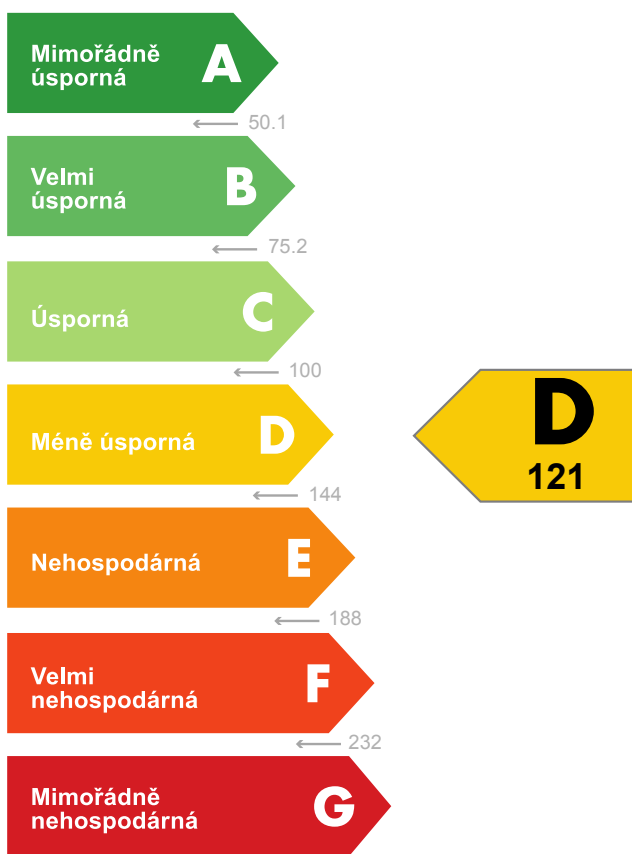 Mimořádně
úsporná
A
50.1
Velmi
úsporná
B
75.2
Úsporná
C
100
Méně úsporná
D
D
121
144
Nehospodárná
E
188
Velmi
nehospodárná
F
232
Mimořádně
nehospodárná
G